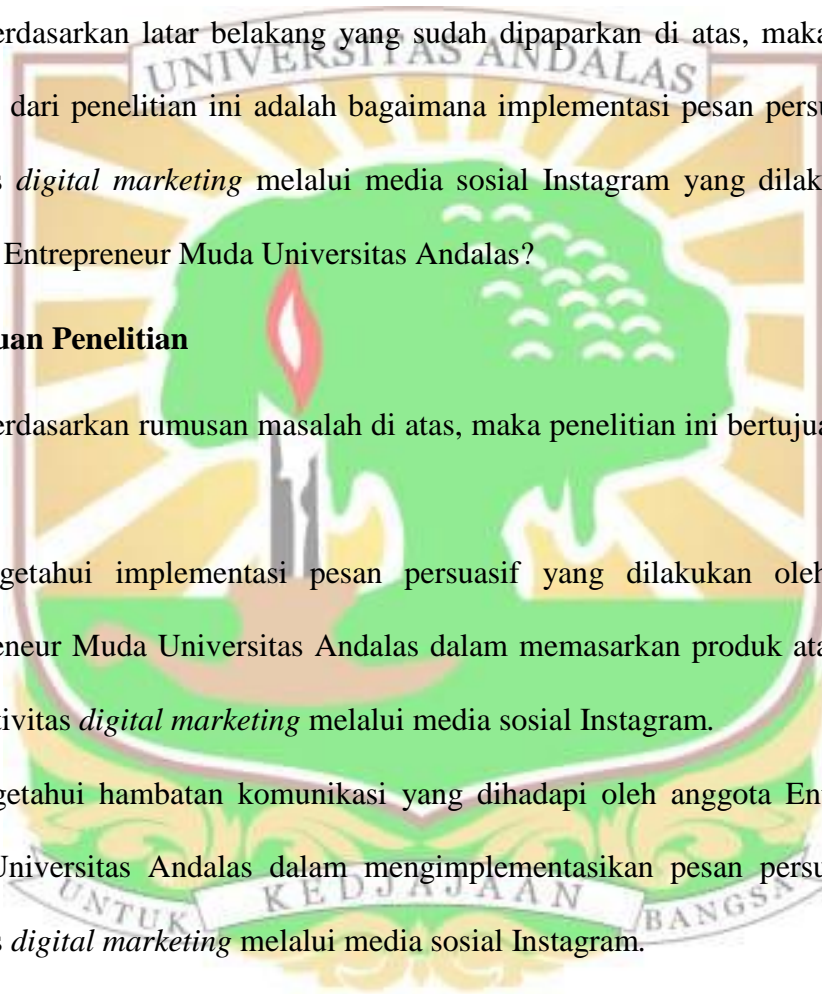 erdasarkan latar belakang yang sudah dipaparkan di atas, maka
UNIVERSITAS ANDALAS
dari penelitian ini adalah bagaimana implementasi pesan persu
s digital marketing melalui media sosial Instagram yang dilak
Entrepreneur Muda Universitas Andalas?
uan Penelitian
erdasarkan rumusan masalah di atas, maka penelitian ini bertujua
getahui implementasi pesan persuasif yang dilakukan oleh
eneur Muda Universitas Andalas dalam memasarkan produk ata
tivitas digital marketing melalui media sosial Instagram.
getahui hambatan komunikasi yang dihadapi oleh anggota En
Universitas Andalas dalam mengimplementasikan pesan persu
UNTUK KEDJAJAAN BANGSA
s digital marketing melalui media sosial Instagram.